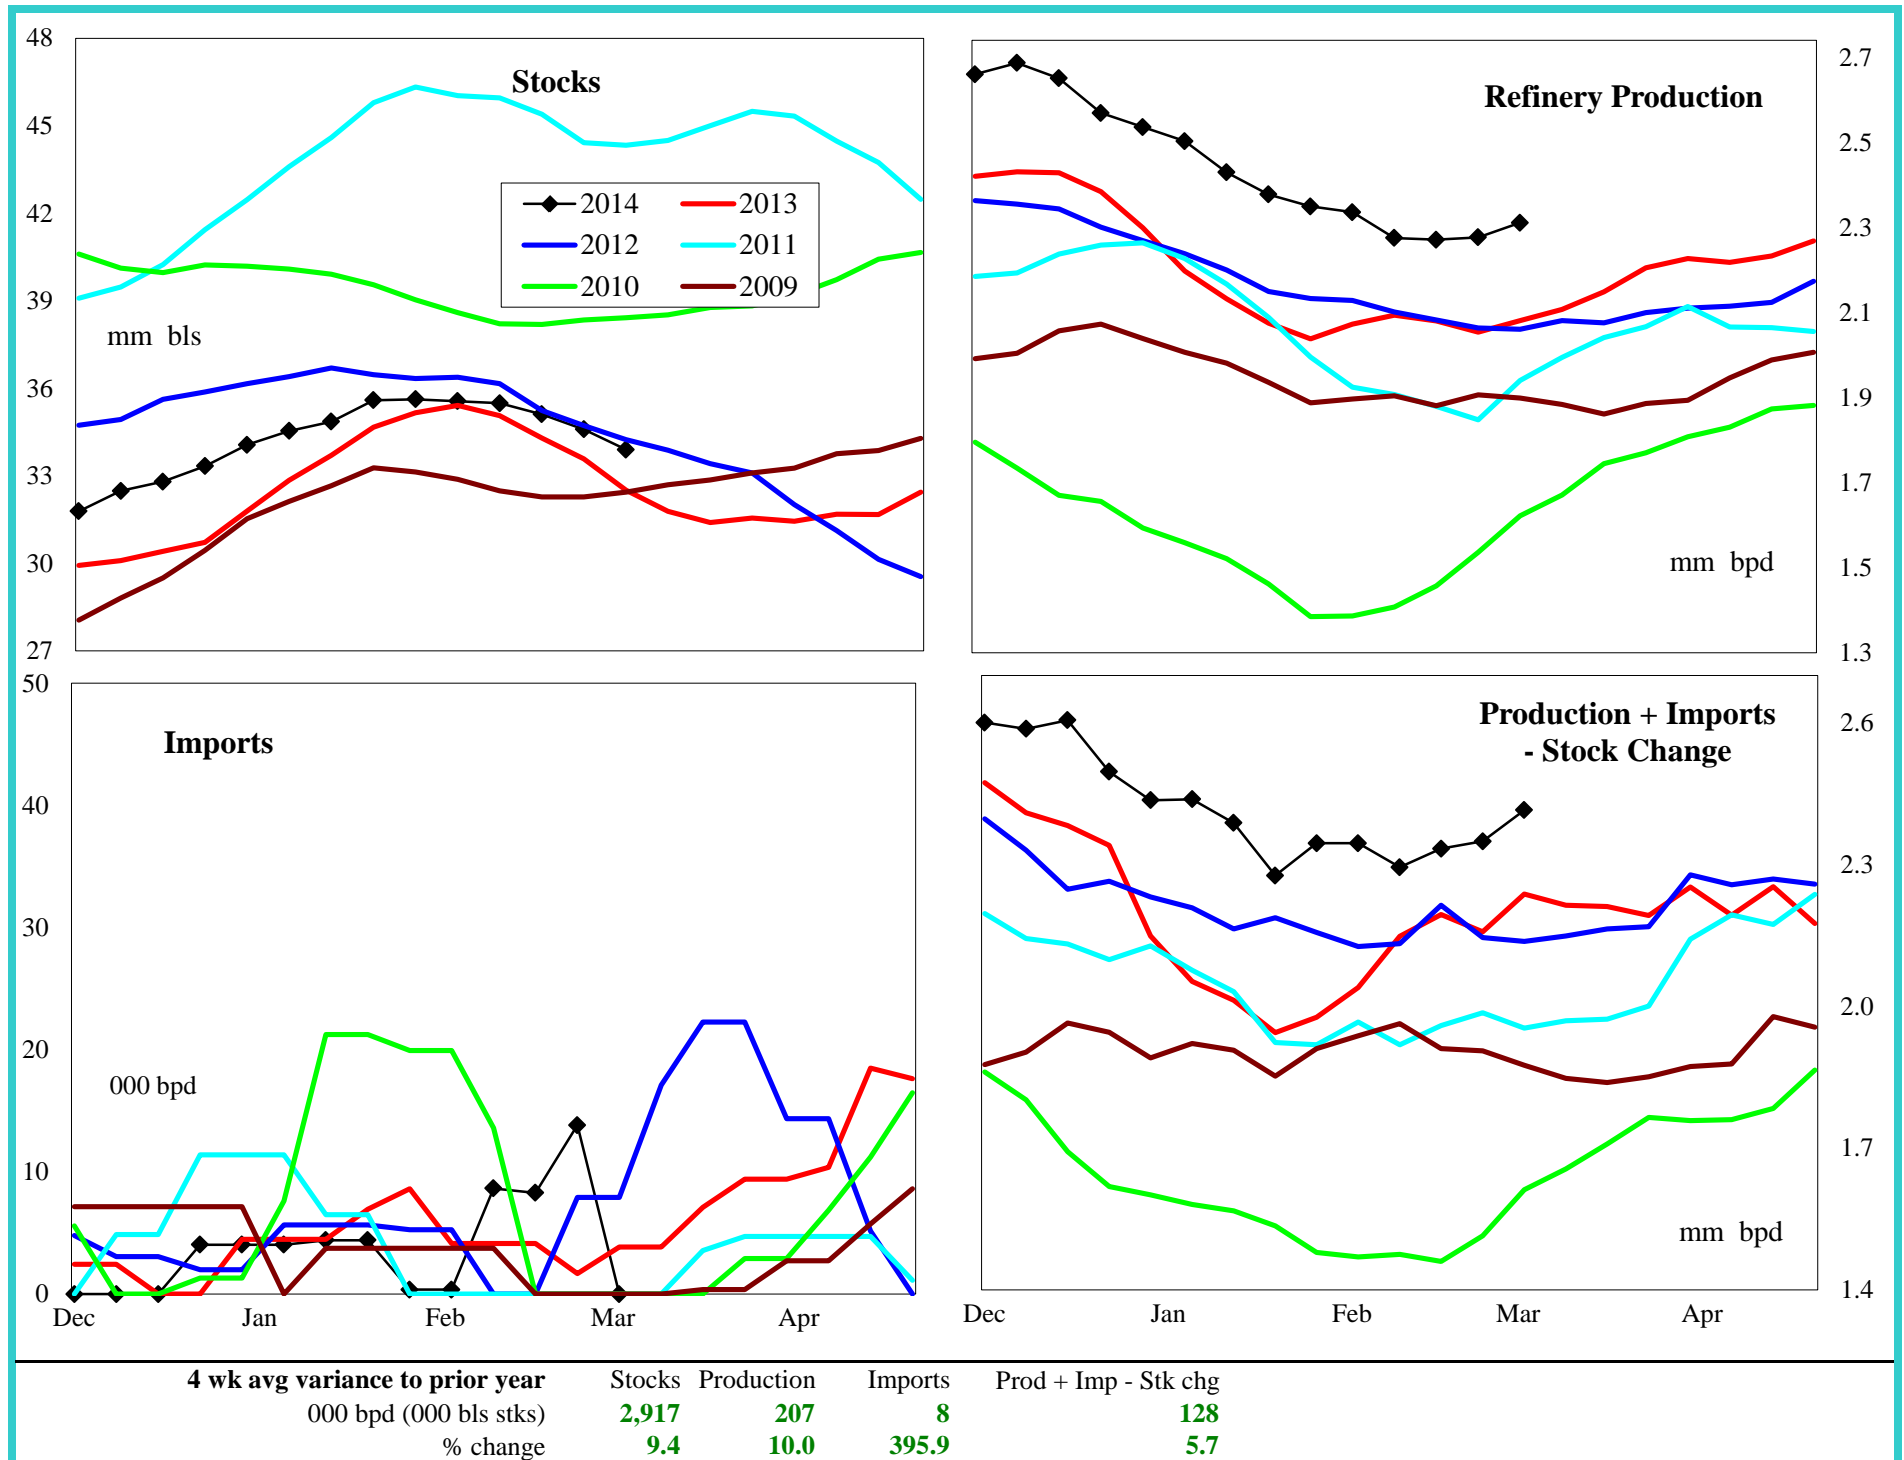 48
45
42
39
36
33
30
27
Stocks
mm bls
2014
2013
2012
2011
2010
2009
Refinery Production
mm bpd
2.7
2.5
2.3
2.1
1.9
1.7
1.5
1.3
50
40
30
20
10
0
Imports
000 bpd
Dec Jan Feb Mar Apr
Production + Imports
- Stock Change
mm bpd
2.6
2.3
2.0
1.7
1.4
Dec Jan Feb Mar Apr
4 wk avg variance to prior year Stocks Production Imports Prod + Imp - Stk chg
000 bpd (000 bls stks) 2,917 207 8 128
% change 9.4 10.0 395.9 5.7